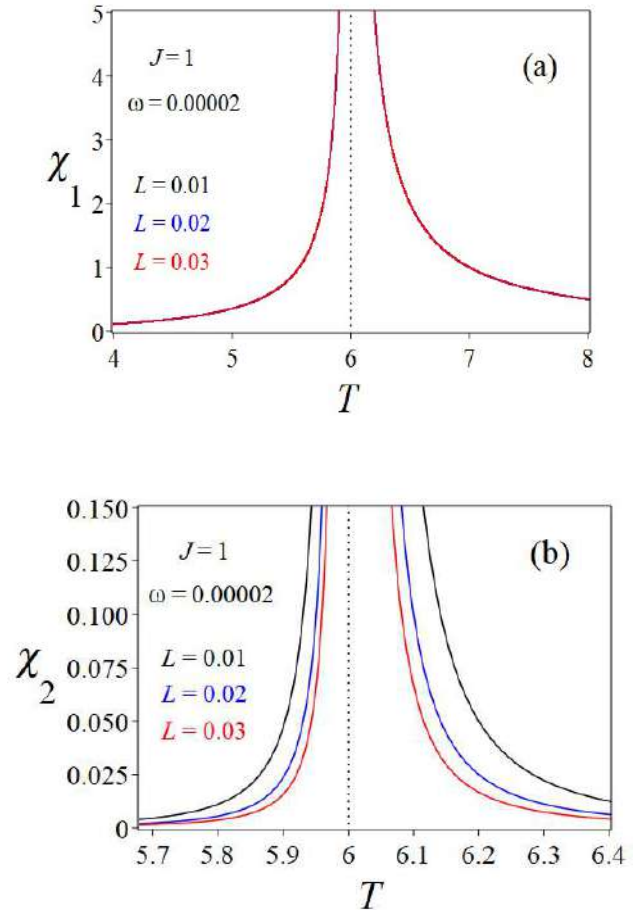 5
4
3
2
1
0
χ₁
J = 1
ω = 0.00002
L = 0.01
L = 0.02
L = 0.03
(a)
4 5 6 7 8
T
0.150
0.125
0.100
0.075
0.050
0.025
0
χ₂
J = 1
ω = 0.00002
L = 0.01
L = 0.02
L = 0.03
(b)
5.7 5.8 5.9 6 6.1 6.2 6.3 6.4
T